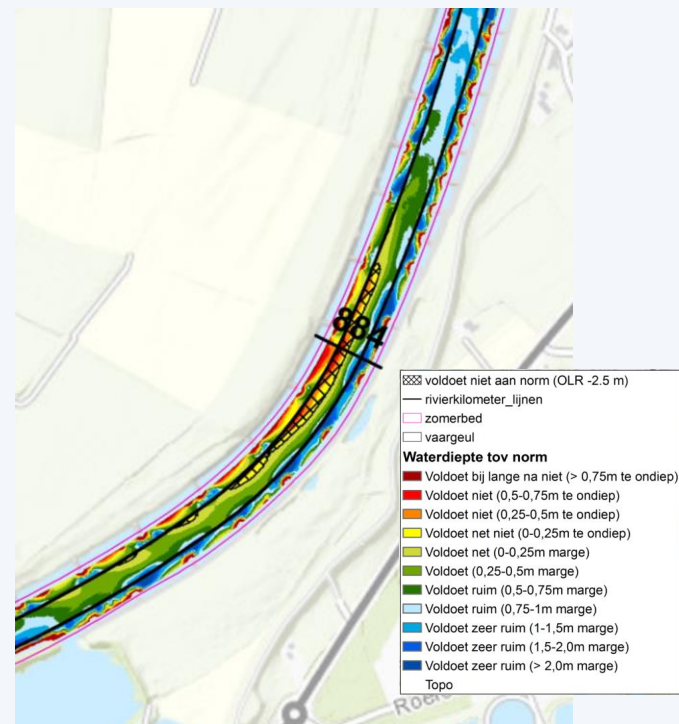 884
voldoet niet aan norm (OLR -2.5 m)
rivierkilometer_lijnen
zomerbed
vaargeul
Waterdiepte tov norm
Voldoet bij lange na niet (> 0,75m te ondiep)
Voldoet niet (0,5-0,75m te ondiep)
Voldoet niet (0,25-0,5m te ondiep)
Voldoet net niet (0-0,25m te ondiep)
Voldoet net (0-0,25m marge)
Voldoet (0,25-0,5m marge)
Voldoet ruim (0,5-0,75m marge)
Voldoet ruim (0,75-1m marge)
Voldoet zeer ruim (1-1,5m marge)
Voldoet zeer ruim (1,5-2,0m marge)
Voldoet zeer ruim (> 2,0m marge)
Topo